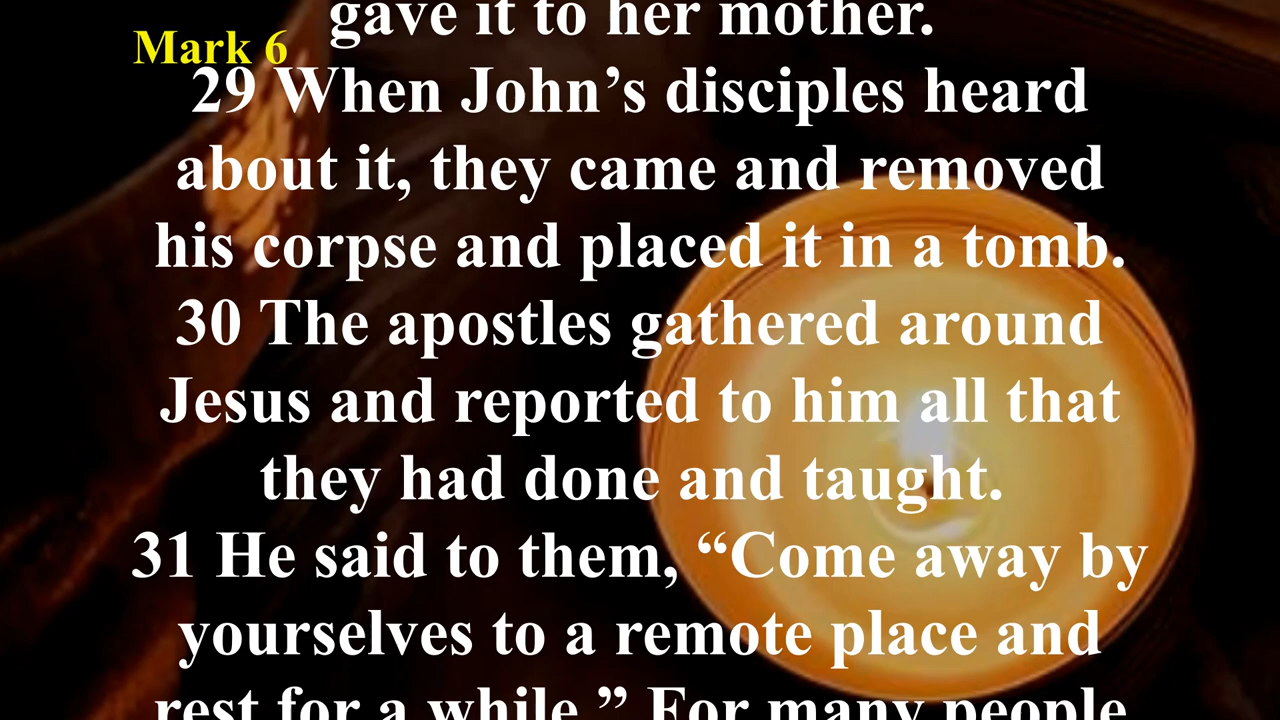 gave it to her mother.
Mark 6
29 When John’s disciples heard
about it, they came and removed
his corpse and placed it in a tomb.
30 The apostles gathered around
Jesus and reported to him all that
they had done and taught.
31 He said to them, “Come away by
yourselves to a remote place and
rest for a while.” For many people